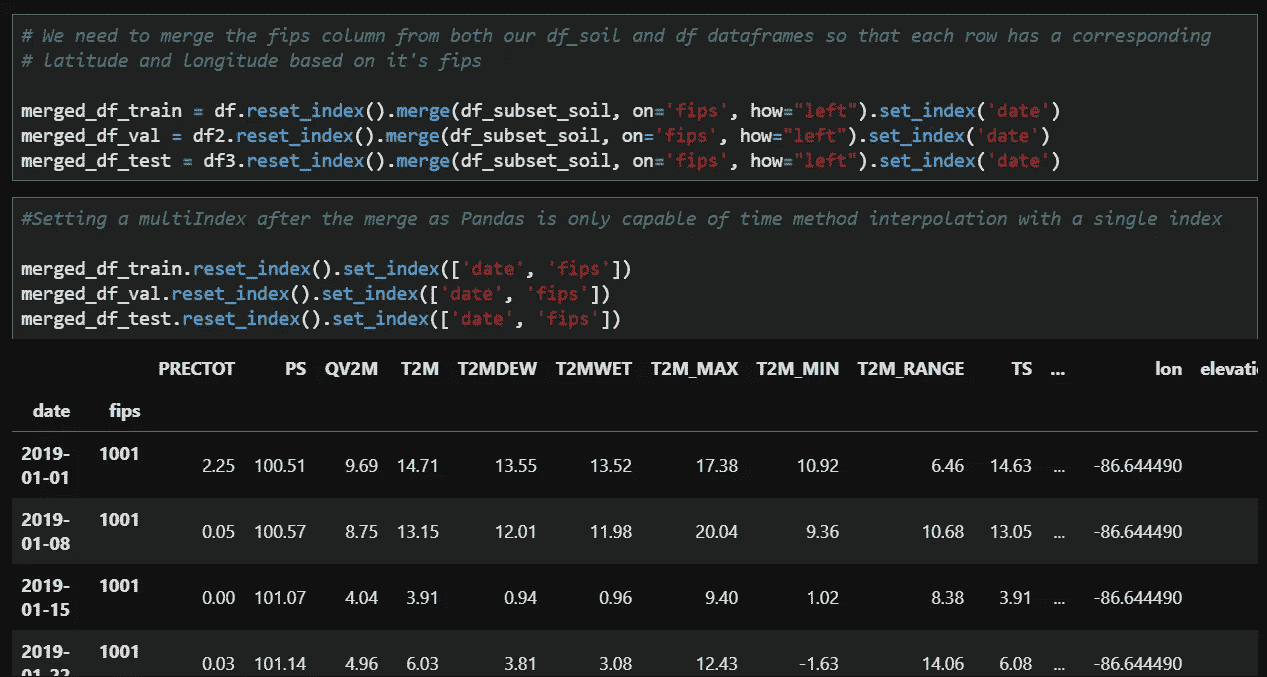 # We need to merge the fips column from both our df_soil and df dataframes so that each row has a corresponding
# latitude and longitude based on it's fips
merged_df_train = df.reset_index().merge(df_subset_soil, on='fips', how="left").set_index('date')
merged_df_val = df2.reset_index().merge(df_subset_soil, on='fips', how="left").set_index('date')
merged_df_test = df3.reset_index().merge(df_subset_soil, on='fips', how="left").set_index('date')
#Setting a multiIndex after the merge as Pandas is only capable of time method interpolation with a single index
merged_df_train.reset_index().set_index(['date', 'fips'])
merged_df_val.reset_index().set_index(['date', 'fips'])
merged_df_test.reset_index().set_index(['date', 'fips'])
PRECTOT PS QV2M T2M T2MDEW T2MWET T2M_MAX T2M_MIN T2M_RANGE TS ... lon
date fips
2019-01-01 1001 2.25 100.51 9.69 14.71 13.55 13.52 17.38 10.92 6.46 14.63 ... -86.644490
2019-01-08 1001 0.05 100.57 8.75 13.15 12.01 11.98 20.04 9.36 10.68 13.05 ... -86.644490
2019-01-15 1001 0.00 101.07 4.04 3.91 0.94 0.96 9.40 1.02 8.38 3.91 ... -86.644490
2019-01-22 1001 0.03 101.14 4.96 6.03 3.81 3.08 12.43 -1.63 14.06 6.08 ... -86.644490